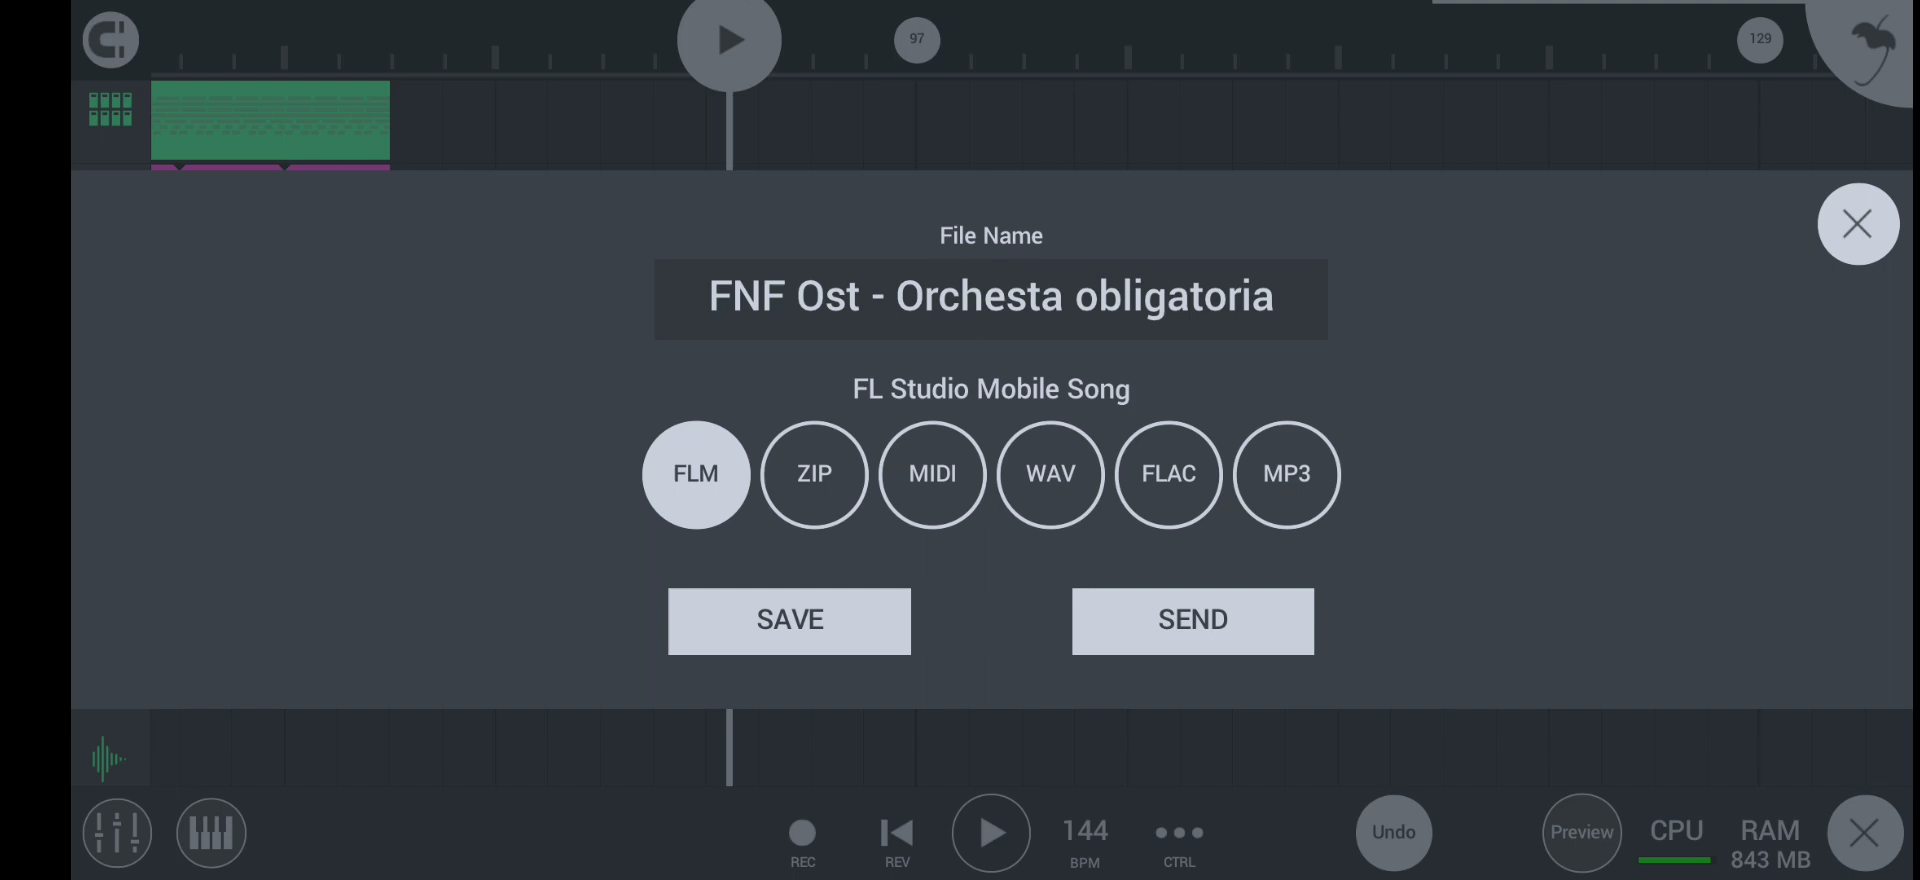 97
129
File Name
FNF Ost - Orchesta obligatoria
FL Studio Mobile Song
FLM ZIP MIDI WAV FLAC MP3
SAVE SEND
144 Undo Preview CPU RAM
REC REV BPM CTRL 843 MB